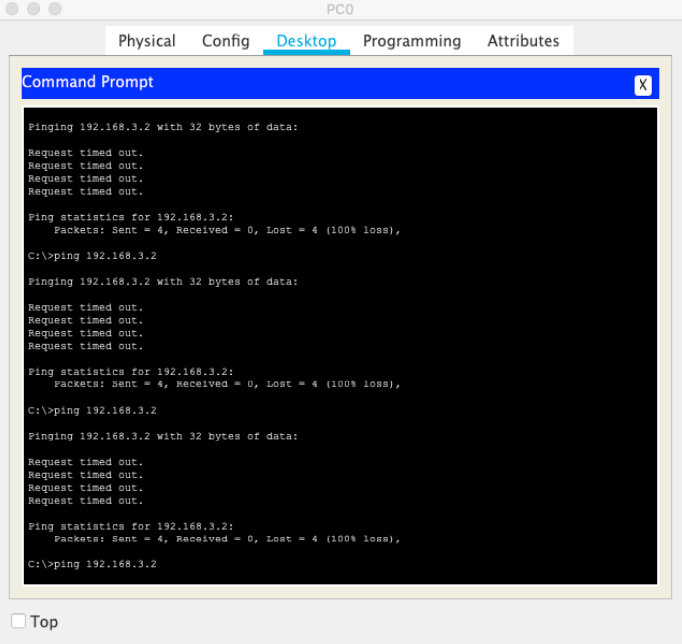 PC0
Physical Config Desktop Programming Attributes
Command Prompt
X
Pinging 192.168.3.2 with 32 bytes of data:
Request timed out.
Request timed out.
Request timed out.
Request timed out.
Ping statistics for 192.168.3.2:
Packets: Sent = 4, Received = 0, Lost = 4 (100% loss),
C:\>ping 192.168.3.2
Pinging 192.168.3.2 with 32 bytes of data:
Request timed out.
Request timed out.
Request timed out.
Request timed out.
Ping statistics for 192.168.3.2:
Packets: Sent = 4, Received = 0, Lost = 4 (100% loss),
C:\>ping 192.168.3.2
Pinging 192.168.3.2 with 32 bytes of data:
Request timed out.
Request timed out.
Request timed out.
Request timed out.
Ping statistics for 192.168.3.2:
Packets: Sent = 4, Received = 0, Lost = 4 (100% loss),
C:\>ping 192.168.3.2
Top